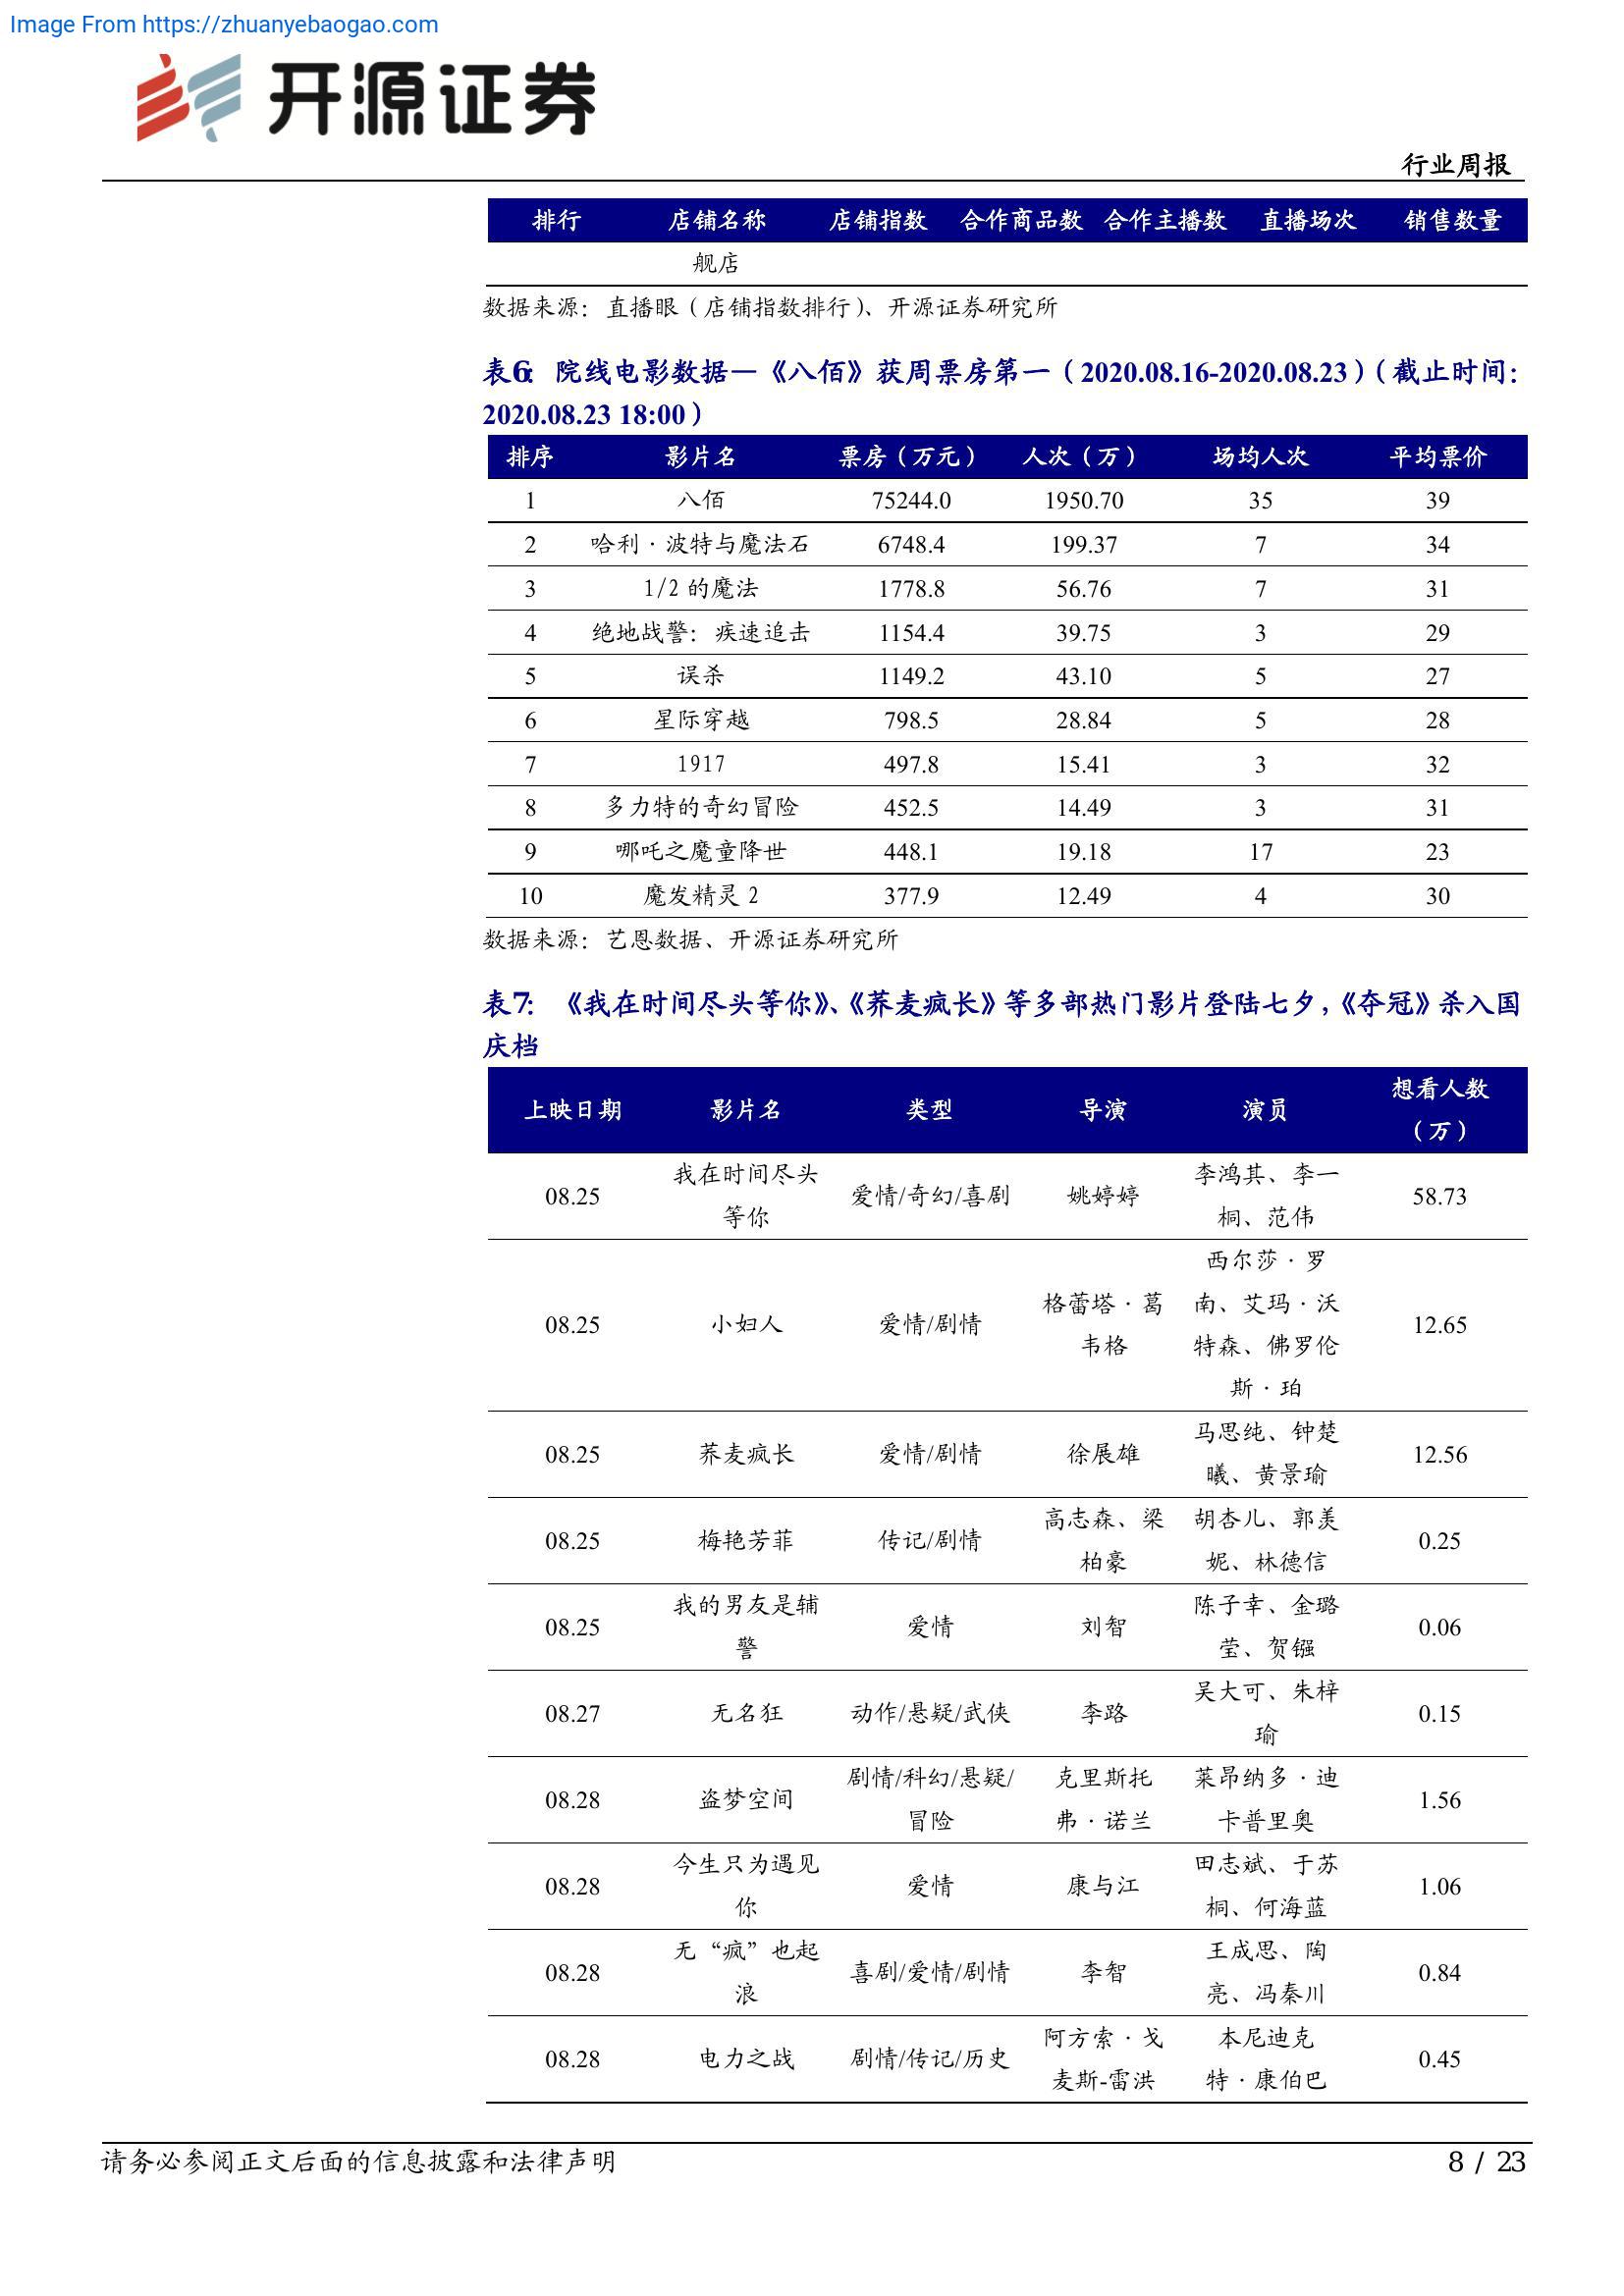 Image From https://zhuanyebaogao.com
开源证券
行业周报
排行 店铺名称 店铺指数 合作商品数 合作主播数 直播场次 销售数量
舰店
数据来源：直播眼（店铺指数排行）、开源证券研究所
表6：院线电影数据—《八佰》获周票房第一（2020.08.16-2020.08.23）（截止时间：
2020.08.23 18:00）
排序 影片名 票房（万元） 人次（万） 场均人次 平均票价
1 八佰 75244.0 1950.70 35 39
2 哈利·波特与魔法石 6748.4 199.37 7 34
3 1/2 的魔法 1778.8 56.76 7 31
4 绝地战警：疾速追击 1154.4 39.75 3 29
5 误杀 1149.2 43.10 5 27
6 星际穿越 798.5 28.84 5 28
7 1917 497.8 15.41 3 32
8 多力特的奇幻冒险 452.5 14.49 3 31
9 哪吒之魔童降世 448.1 19.18 17 23
10 魔发精灵 2 377.9 12.49 4 30
数据来源：艺恩数据、开源证券研究所
表7：《我在时间尽头等你》、《荞麦疯长》等多部热门影片登陆七夕，《夺冠》杀入国
庆档
上映日期 影片名 类型 导演 演员 想看人数
（万）
我在时间尽头 李鸿其、李一
08.25 爱情/奇幻/喜剧 姚婷婷 58.73
等你 桐、范伟
西尔莎·罗
格蕾塔·葛 南、艾玛·沃
08.25 小妇人 爱情/剧情 12.65
韦格 特森、佛罗伦
斯·珀
马思纯、钟楚
08.25 荞麦疯长 爱情/剧情 徐展雄 12.56
曦、黄景瑜
高志森、梁 胡杏儿、郭羡
08.25 梅艳芳菲 传记/剧情 0.25
柏豪 妮、林德信
我的男友是辅 陈子幸、金璐
08.25 爱情 刘智 0.06
警 莹、贺镪
吴大可、朱梓
08.27 无名狂 动作/悬疑/武侠 李路 0.15
瑜
剧情/科幻/悬疑/ 克里斯托 莱昂纳多·迪
08.28 盗梦空间 1.56
冒险 弗·诺兰 卡普里奥
今生只为遇见 田志斌、于苏
08.28 爱情 康与江 1.06
你 桐、何海蓝
无“疯”也起 王成思、陶
08.28 喜剧/爱情/剧情 李智 0.84
浪 亮、冯秦川
阿方索·戈 本尼迪克
08.28 电力之战 剧情/传记/历史 0.45
麦斯-雷洪 特·康伯巴
请务必参阅正文后面的信息披露和法律声明 8 / 23